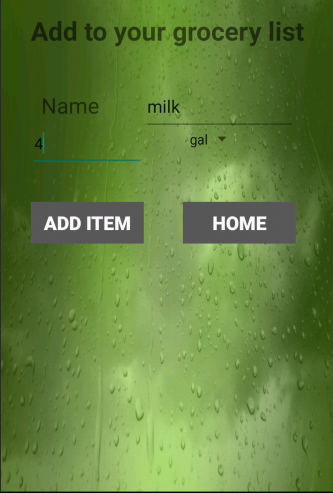 Add to your grocery list
Name milk
4 gal
ADD ITEM HOME